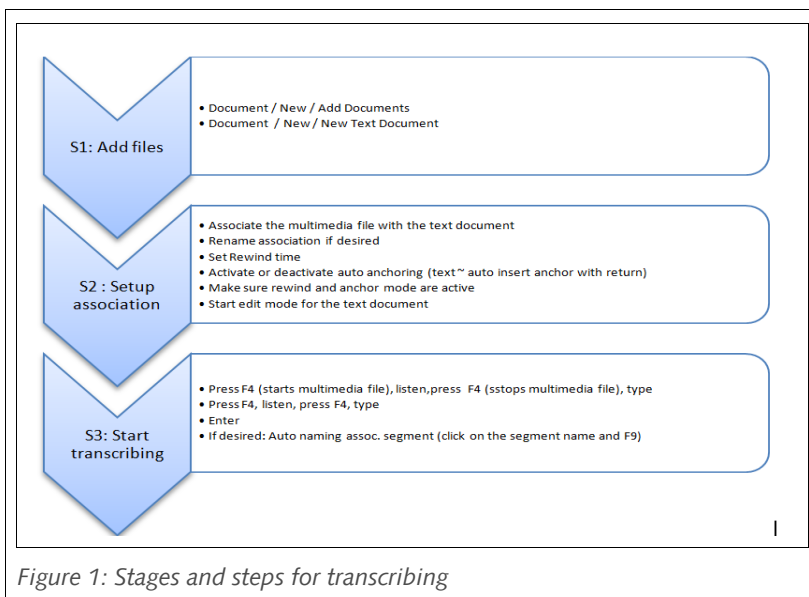 S1: Add files
• Document / New / Add Documents
• Document / New / New Text Document
S2 : Setup
association
• Associate the multimedia file with the text document
• Rename association if desired
• Set Rewind time
• Activate or deactivate auto anchoring (text ~ auto insert anchor with return)
• Make sure rewind and anchor mode are active
• Start edit mode for the text document
S3: Start
transcribing
• Press F4 (starts multimedia file), listen,press F4 (sstops multimedia file), type
• Press F4, listen, press F4, type
• Enter
• If desired: Auto naming assoc. segment (click on the segment name and F9)
Figure 1: Stages and steps for transcribing